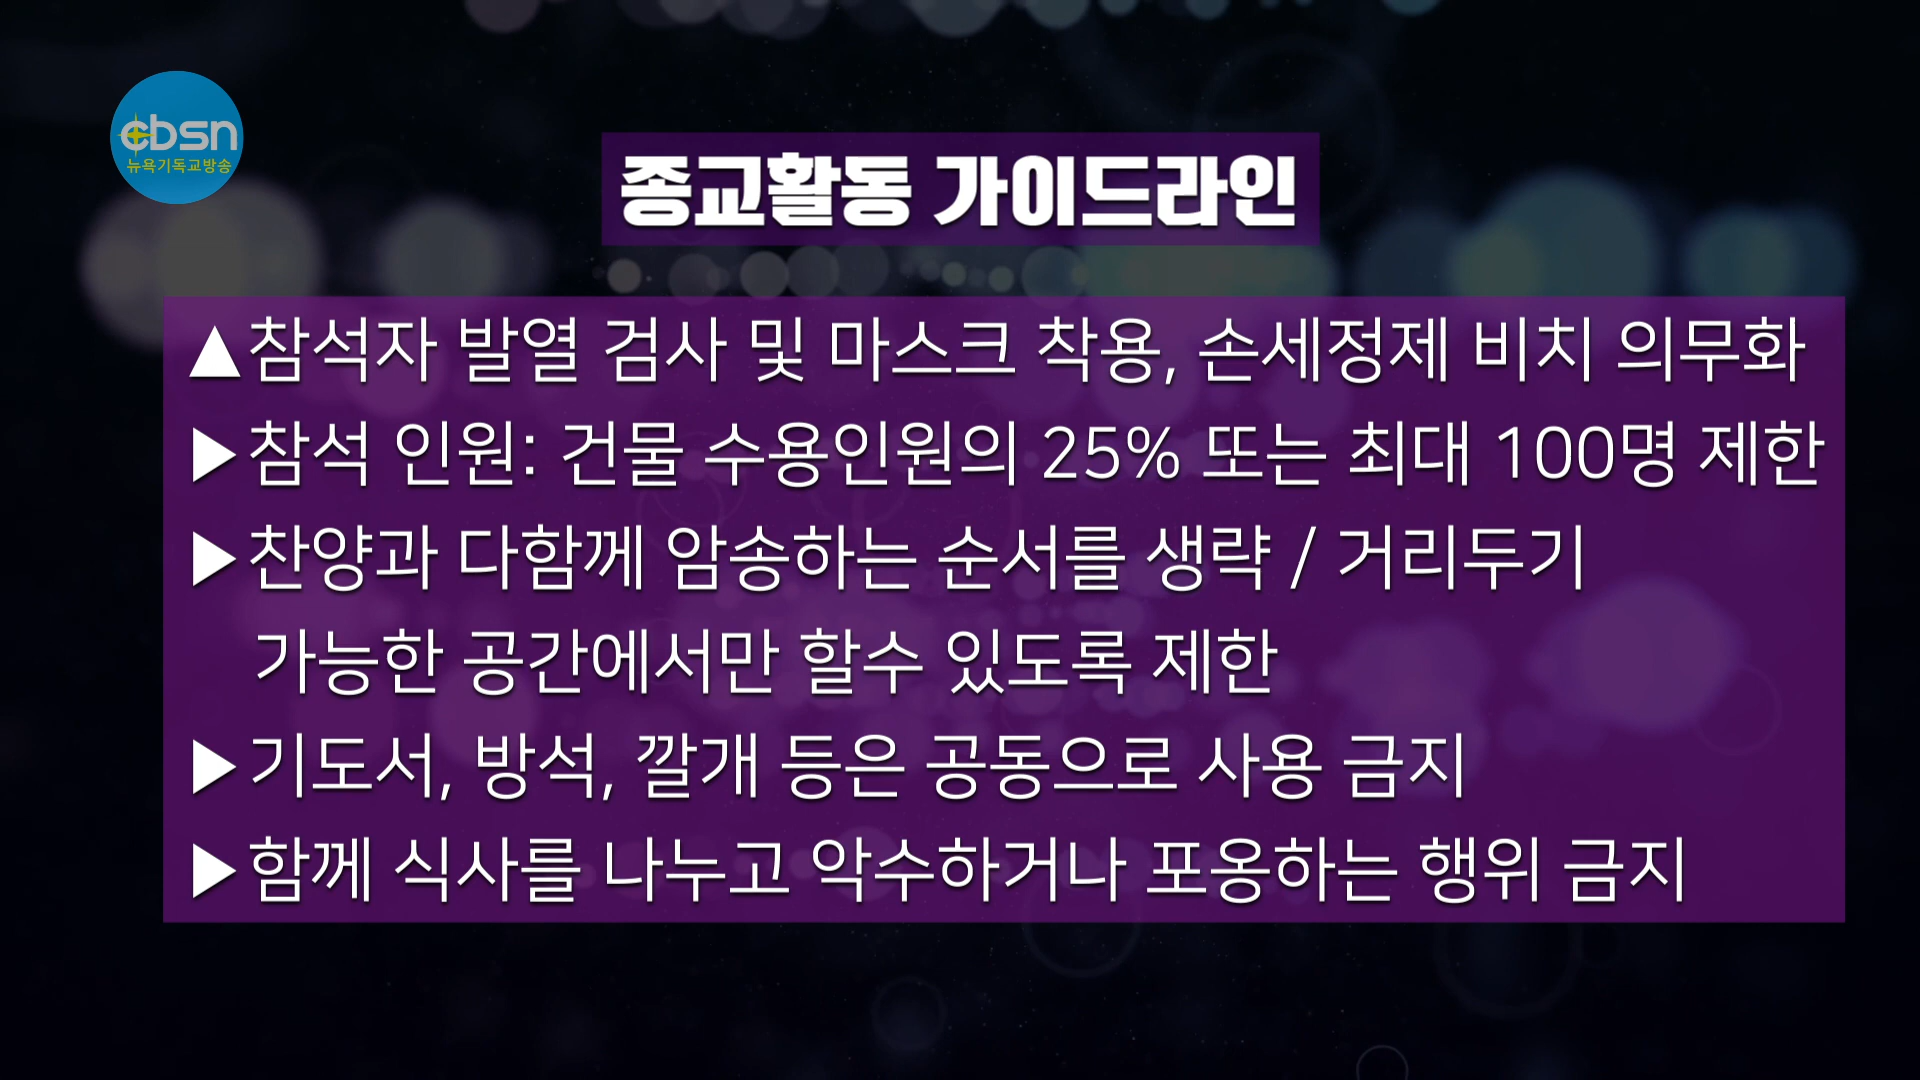 cbsn
뉴욕기독교방송
종교활동 가이드라인
▲참석자 발열 검사 및 마스크 착용, 손세정제 비치 의무화
▶참석 인원: 건물 수용인원의 25% 또는 최대 100명 제한
▶찬양과 다함께 암송하는 순서를 생략 / 거리두기
가능한 공간에서만 할수 있도록 제한
▶기도서, 방석, 깔개 등은 공동으로 사용 금지
▶함께 식사를 나누고 악수하거나 포옹하는 행위 금지